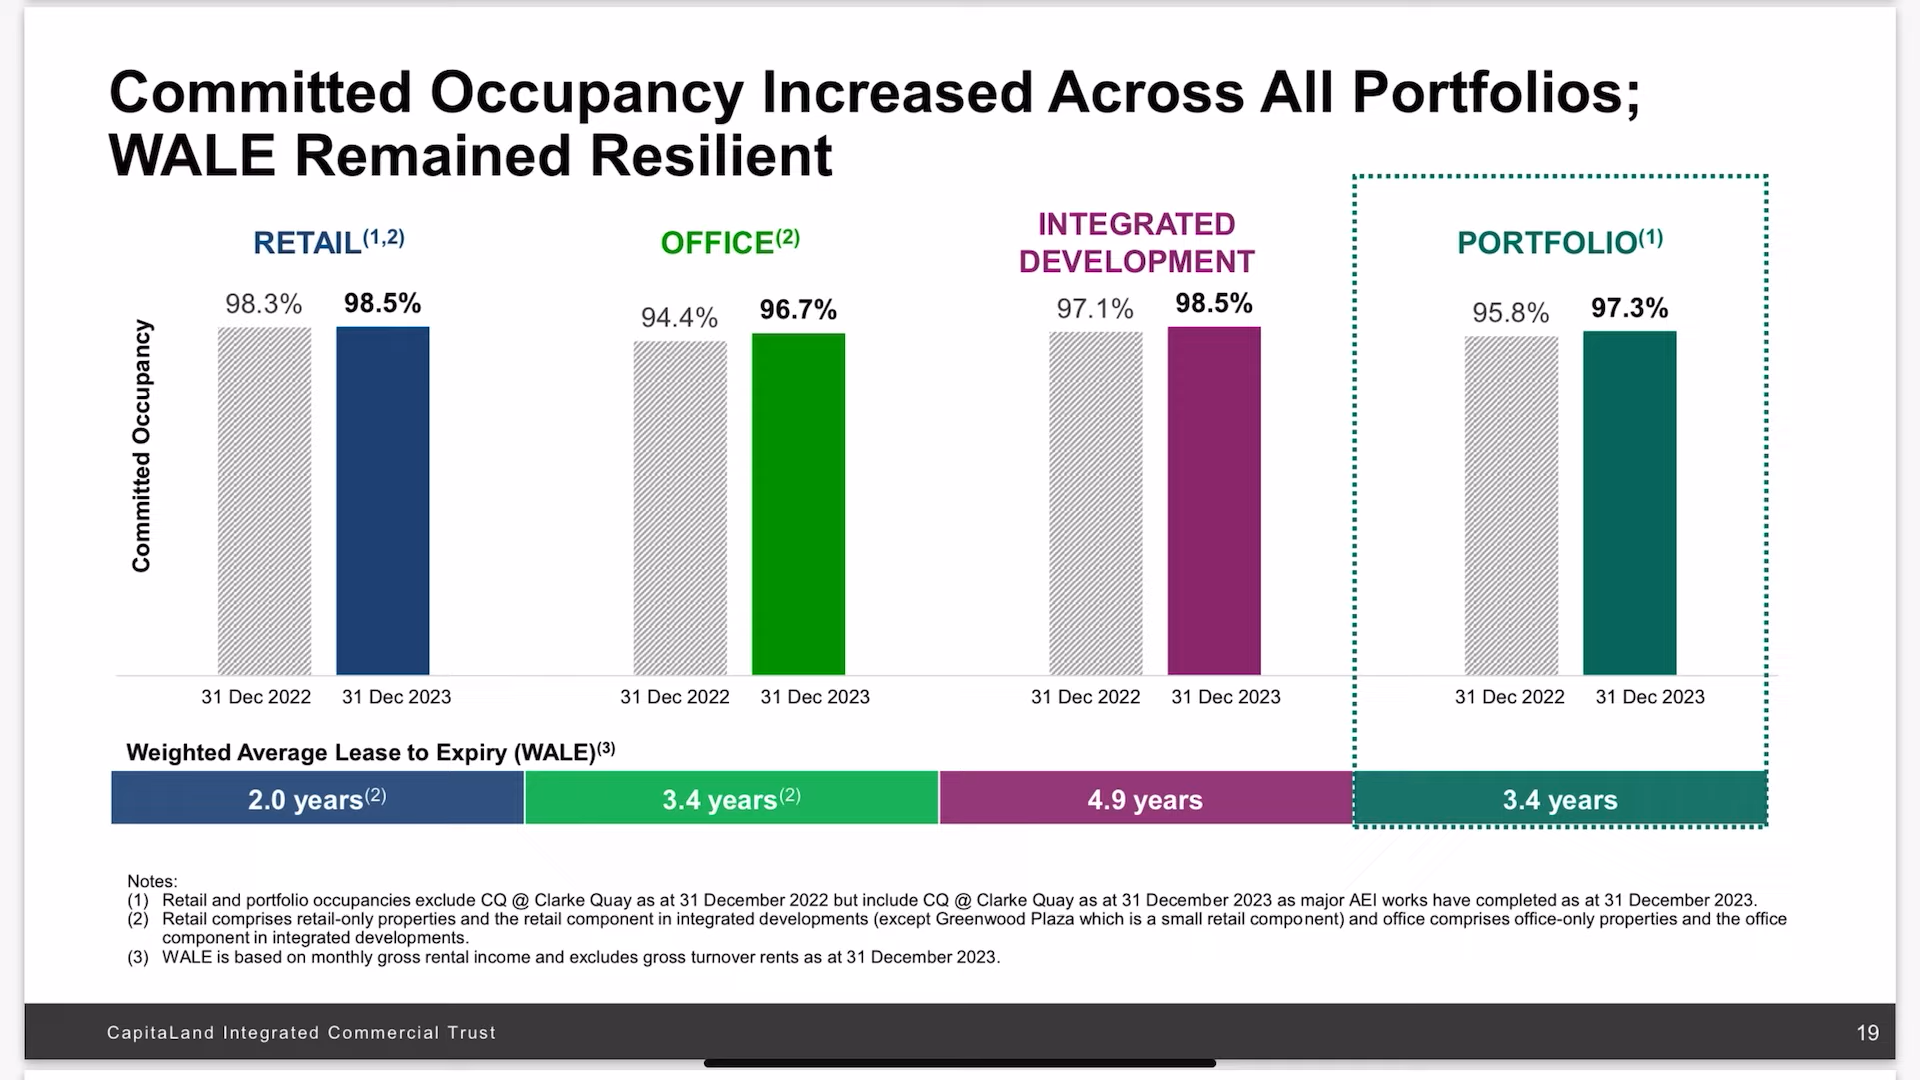 Committed Occupancy Increased Across All Portfolios;
WALE Remained Resilient
RETAIL(1,2)
OFFICE(2)
INTEGRATED
DEVELOPMENT
PORTFOLIO(1)
Committed Occupancy
98.3%
98.5%
94.4%
96.7%
97.1%
98.5%
95.8%
97.3%
31 Dec 2022
31 Dec 2023
31 Dec 2022
31 Dec 2023
31 Dec 2022
31 Dec 2023
31 Dec 2022
31 Dec 2023
Weighted Average Lease to Expiry (WALE)(3)
2.0 years(2)
3.4 years(2)
4.9 years
3.4 years
Notes:
(1) Retail and portfolio occupancies exclude CQ @ Clarke Quay as at 31 December 2022 but include CQ @ Clarke Quay as at 31 December 2023 as major AEI works have completed as at 31 December 2023.
(2) Retail comprises retail-only properties and the retail component in integrated developments (except Greenwood Plaza which is a small retail component) and office comprises office-only properties and the office
component in integrated developments.
(3) WALE is based on monthly gross rental income and excludes gross turnover rents as at 31 December 2023.
CapitaLand Integrated Commercial Trust
19